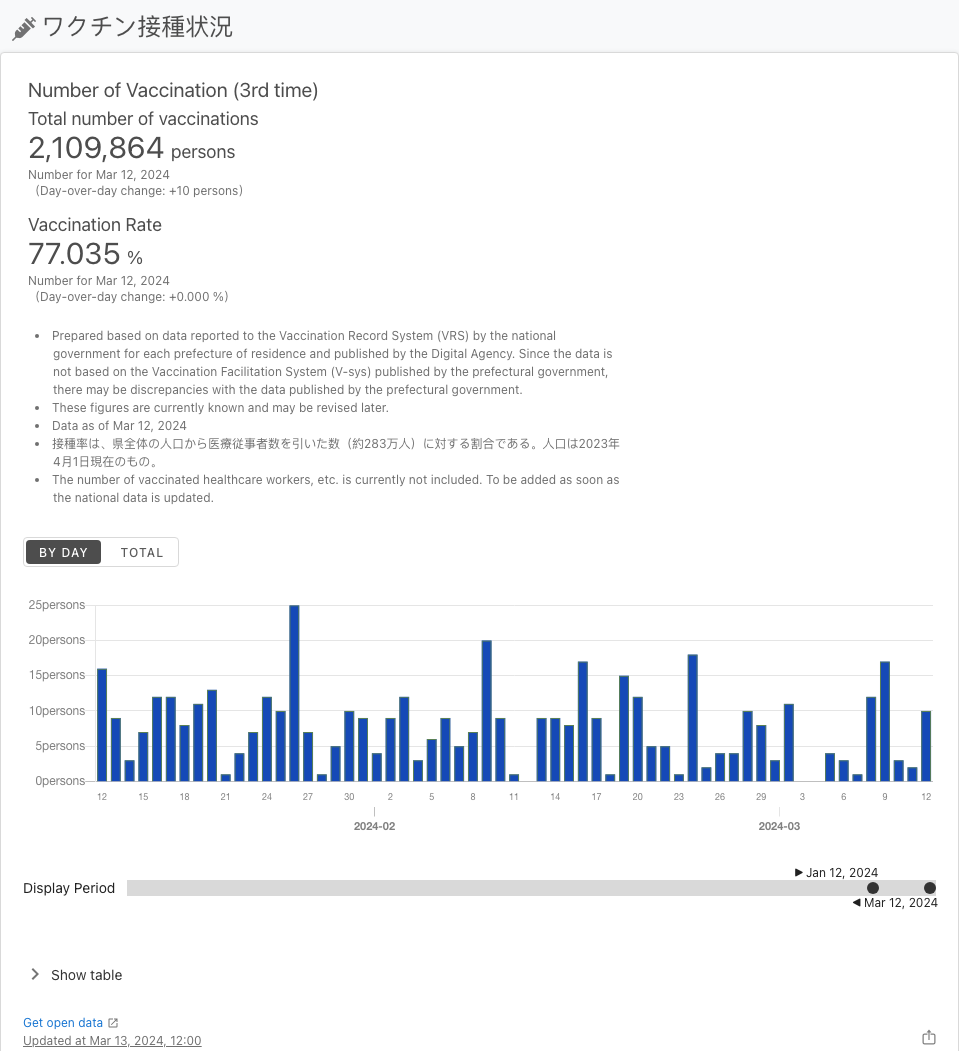 ワクチン接種状況
Number of Vaccination (3rd time)
Total number of vaccinations
2,109,864 persons
Number for Mar 12, 2024
(Day-over-day change: +10 persons)
Vaccination Rate
77.035 %
Number for Mar 12, 2024
(Day-over-day change: +0.000 %)
• Prepared based on data reported to the Vaccination Record System (VRS) by the national
government for each prefecture of residence and published by the Digital Agency. Since the data is
not based on the Vaccination Facilitation System (V-sys) published by the prefectural government,
there may be discrepancies with the data published by the prefectural government.
• These figures are currently known and may be revised later.
• Data as of Mar 12, 2024
• 接種率は、県全体の人口から医療従事者数を引いた数（約283万人）に対する割合である。人口は2023年
4月1日現在のもの。
• The number of vaccinated healthcare workers, etc. is currently not included. To be added as soon as
the national data is updated.
BY DAY TOTAL
25persons
20persons
15persons
10persons
5persons
0persons
12 15 18 21 24 27 30 2 5 8 11 14 17 20 23 26 29 3 6 9 12
2024-02 2024-03
Jan 12, 2024
Display Period
Mar 12, 2024
Show table
Get open data
Updated at Mar 13, 2024, 12:00